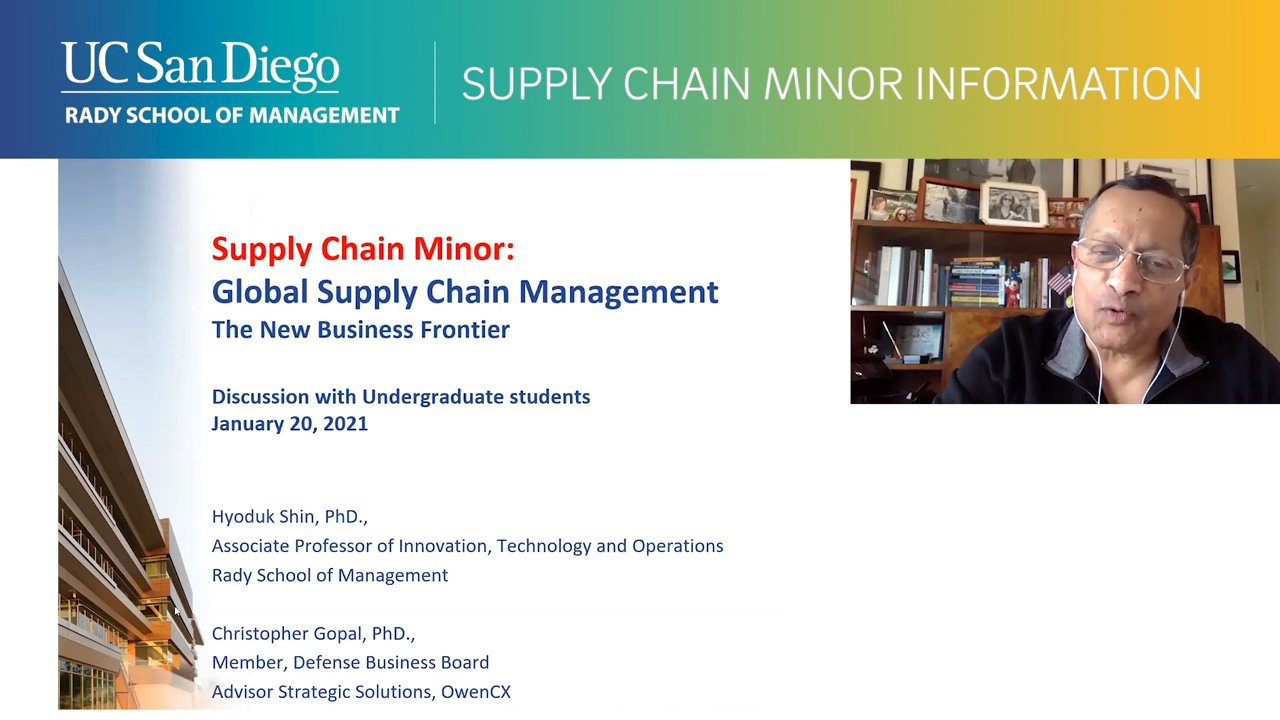 UC San Diego
RADY SCHOOL OF MANAGEMENT
SUPPLY CHAIN MINOR INFORMATION
Supply Chain Minor:
Global Supply Chain Management
The New Business Frontier
Discussion with Undergraduate students
January 20, 2021
Hyoduk Shin, PhD.,
Associate Professor of Innovation, Technology and Operations
Rady School of Management
Christopher Gopal, PhD.,
Member, Defense Business Board
Advisor Strategic Solutions, OwenCX